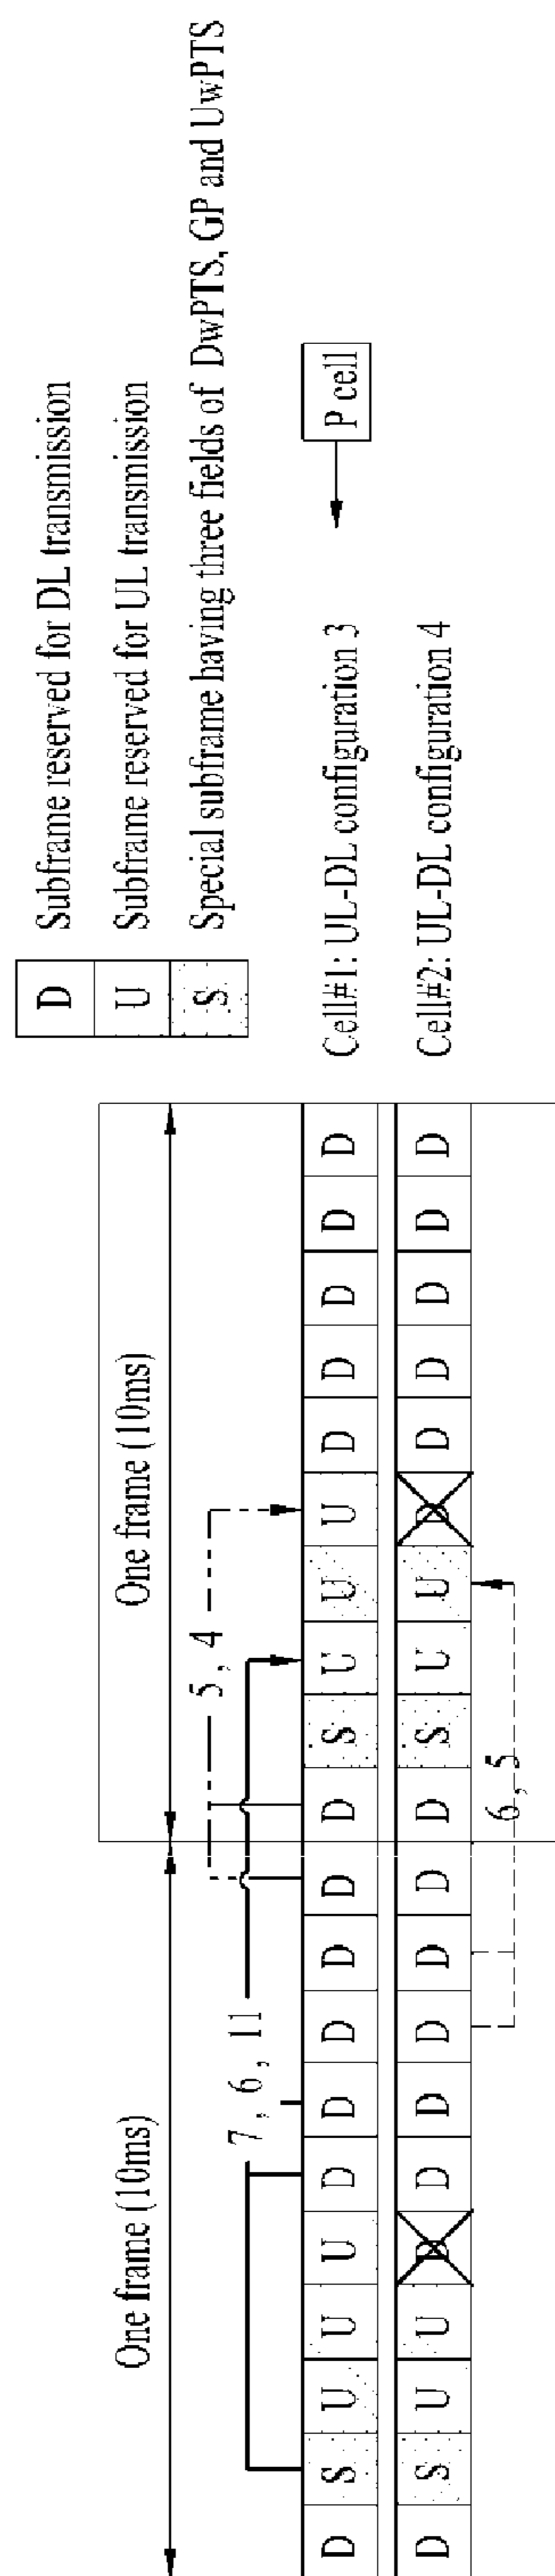 One frame (10ms)
One frame (10ms)
7, 6, 11
5, 4
D S U U U D D D D D D S U U U D D D D D
D S U U D D D D D D D S U U D D D D D D
6, 5
D Subframe reserved for DL transmission
U Subframe reserved for UL transmission
S Special subframe having three fields of DwPTS, GP and UwPTS
Cell#1: UL-DL configuration 3
P cell
Cell#2: UL-DL configuration 4